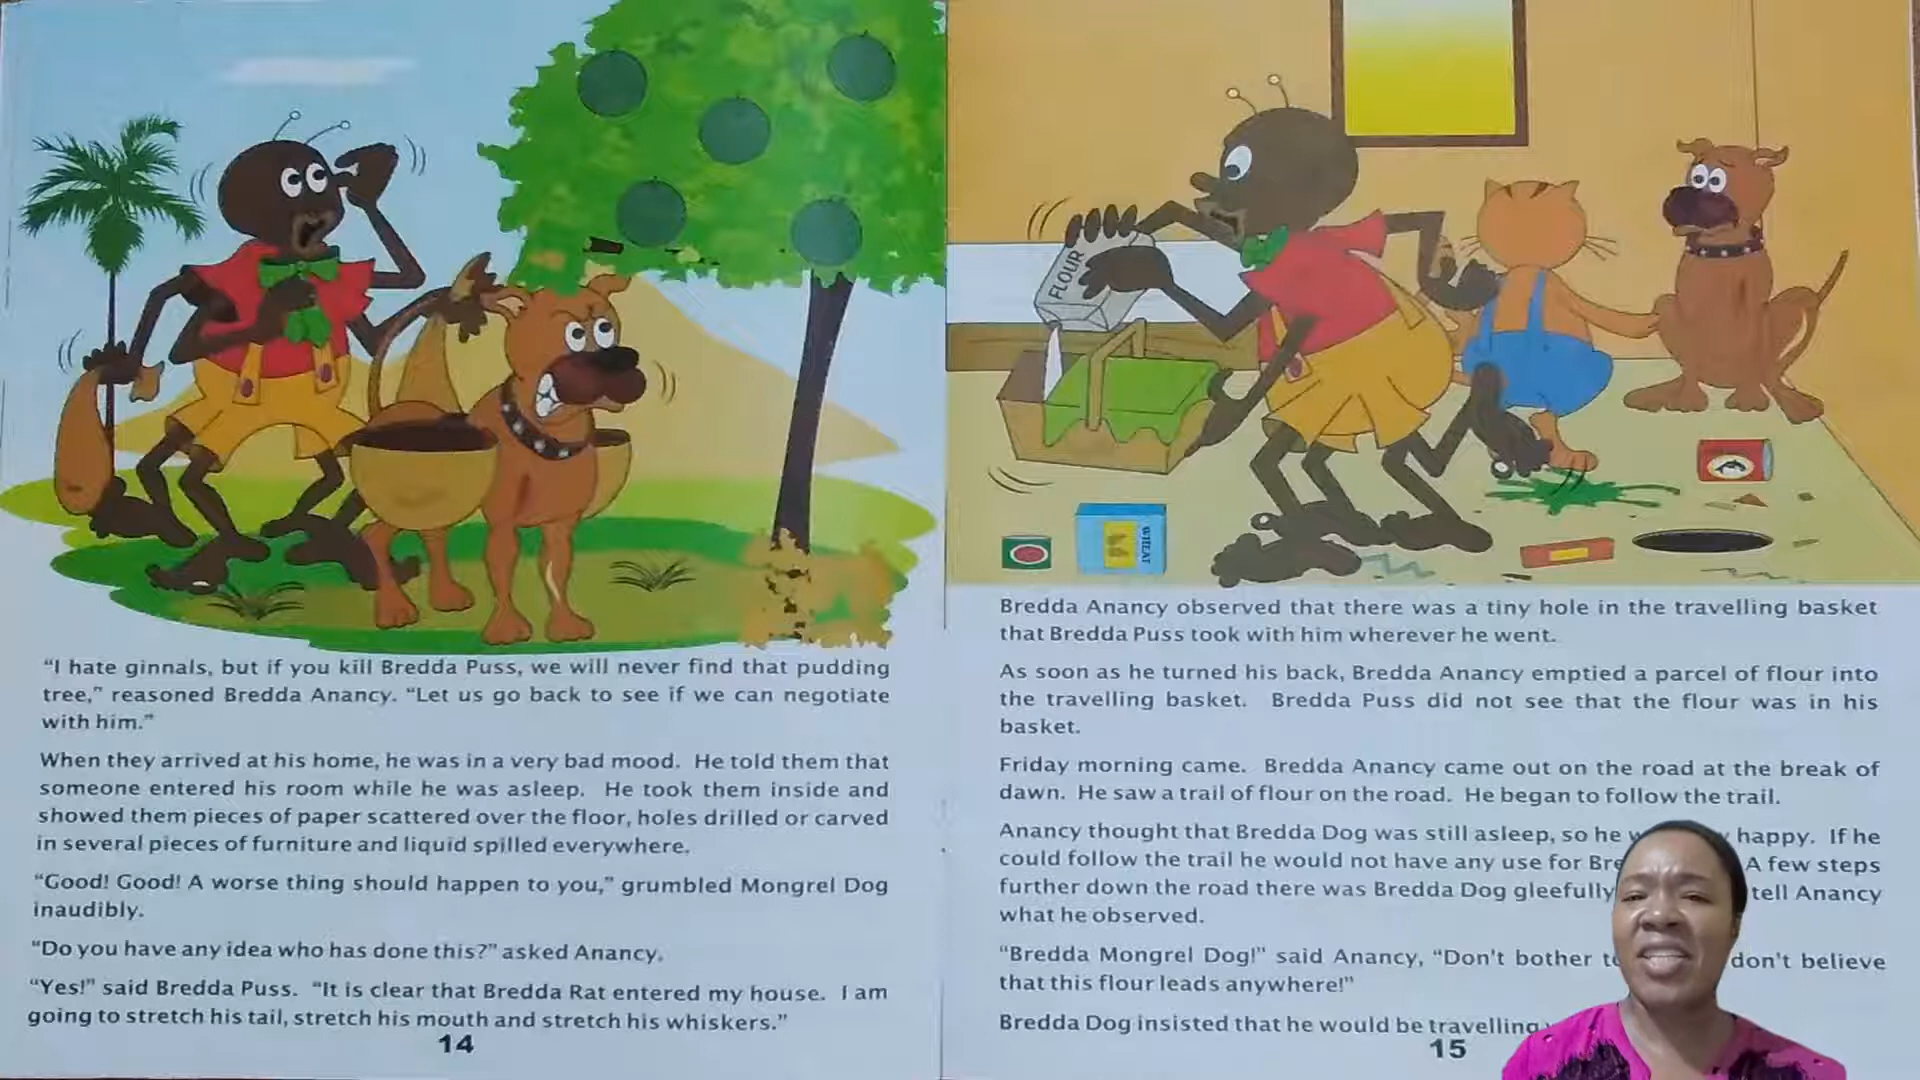 FLOUR
WHEAT
“I hate ginnals, but if you kill Bredda Puss, we will never find that pudding
tree,” reasoned Bredda Anancy. “Let us go back to see if we can negotiate
with him.”
When they arrived at his home, he was in a very bad mood. He told them that
someone entered his room while he was asleep. He took them inside and
showed them pieces of paper scattered over the floor, holes drilled or carved
in several pieces of furniture and liquid spilled everywhere.
“Good! Good! A worse thing should happen to you,” grumbled Mongrel Dog
inaudibly.
“Do you have any idea who has done this?” asked Anancy.
“Yes!” said Bredda Puss. “It is clear that Bredda Rat entered my house. I am
going to stretch his tail, stretch his mouth and stretch his whiskers.”
14
Bredda Anancy observed that there was a tiny hole in the travelling basket
that Bredda Puss took with him wherever he went.
As soon as he turned his back, Bredda Anancy emptied a parcel of flour into
the travelling basket. Bredda Puss did not see that the flour was in his
basket.
Friday morning came. Bredda Anancy came out on the road at the break of
dawn. He saw a trail of flour on the road. He began to follow the trail.
Anancy thought that Bredda Dog was still asleep, so he happy. If he
could follow the trail he would not have any use for A few steps
further down the road there was Bredda Dog gleefully tell Anancy
what he observed.
“Bredda Mongrel Dog!” said Anancy, “Don't bother don't believe
that this flour leads anywhere!”
Bredda Dog insisted that he would be travelling
15